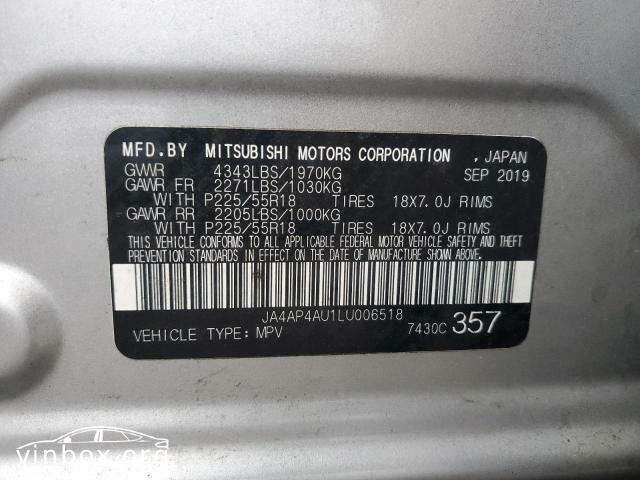 MFD.BY MITSUBISHI MOTORS CORPORATION , JAPAN
GVWR 4343LBS/1970KG SEP 2019
GAWR FR 2271LBS/1030KG
WITH P225/55R18 TIRES 18X7.0J RIMS
GAWR RR 2205LBS/1000KG
WITH P225/55R18 TIRES 18X7.0J RIMS
THIS VEHICLE CONFORMS TO ALL APPLICABLE FEDERAL MOTOR VEHICLE SAFETY AND THEFT
PREVENTION STANDARDS IN EFFECT ON THE DATE OF MANUFACTURE SHOWN ABOVE.
JA4AP4AU1LU006518
VEHICLE TYPE: MPV 7430C 357
vinbox.org